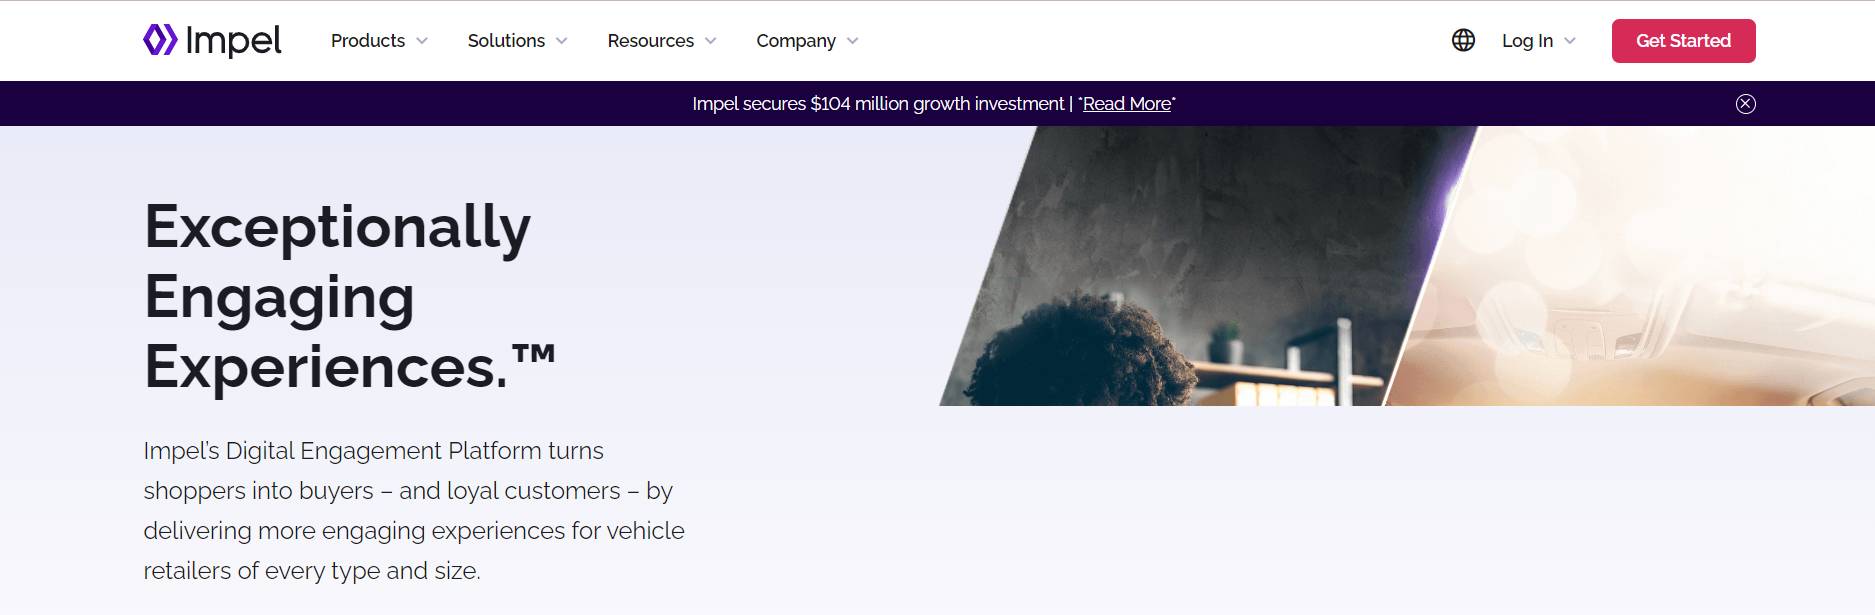 Impel
Products
Solutions
Resources
Company
Log In
Get Started
Impel secures $104 million growth investment | *Read More*
Exceptionally
Engaging
Experiences.™
Impel's Digital Engagement Platform turns
shoppers into buyers – and loyal customers – by
delivering more engaging experiences for vehicle
retailers of every type and size.